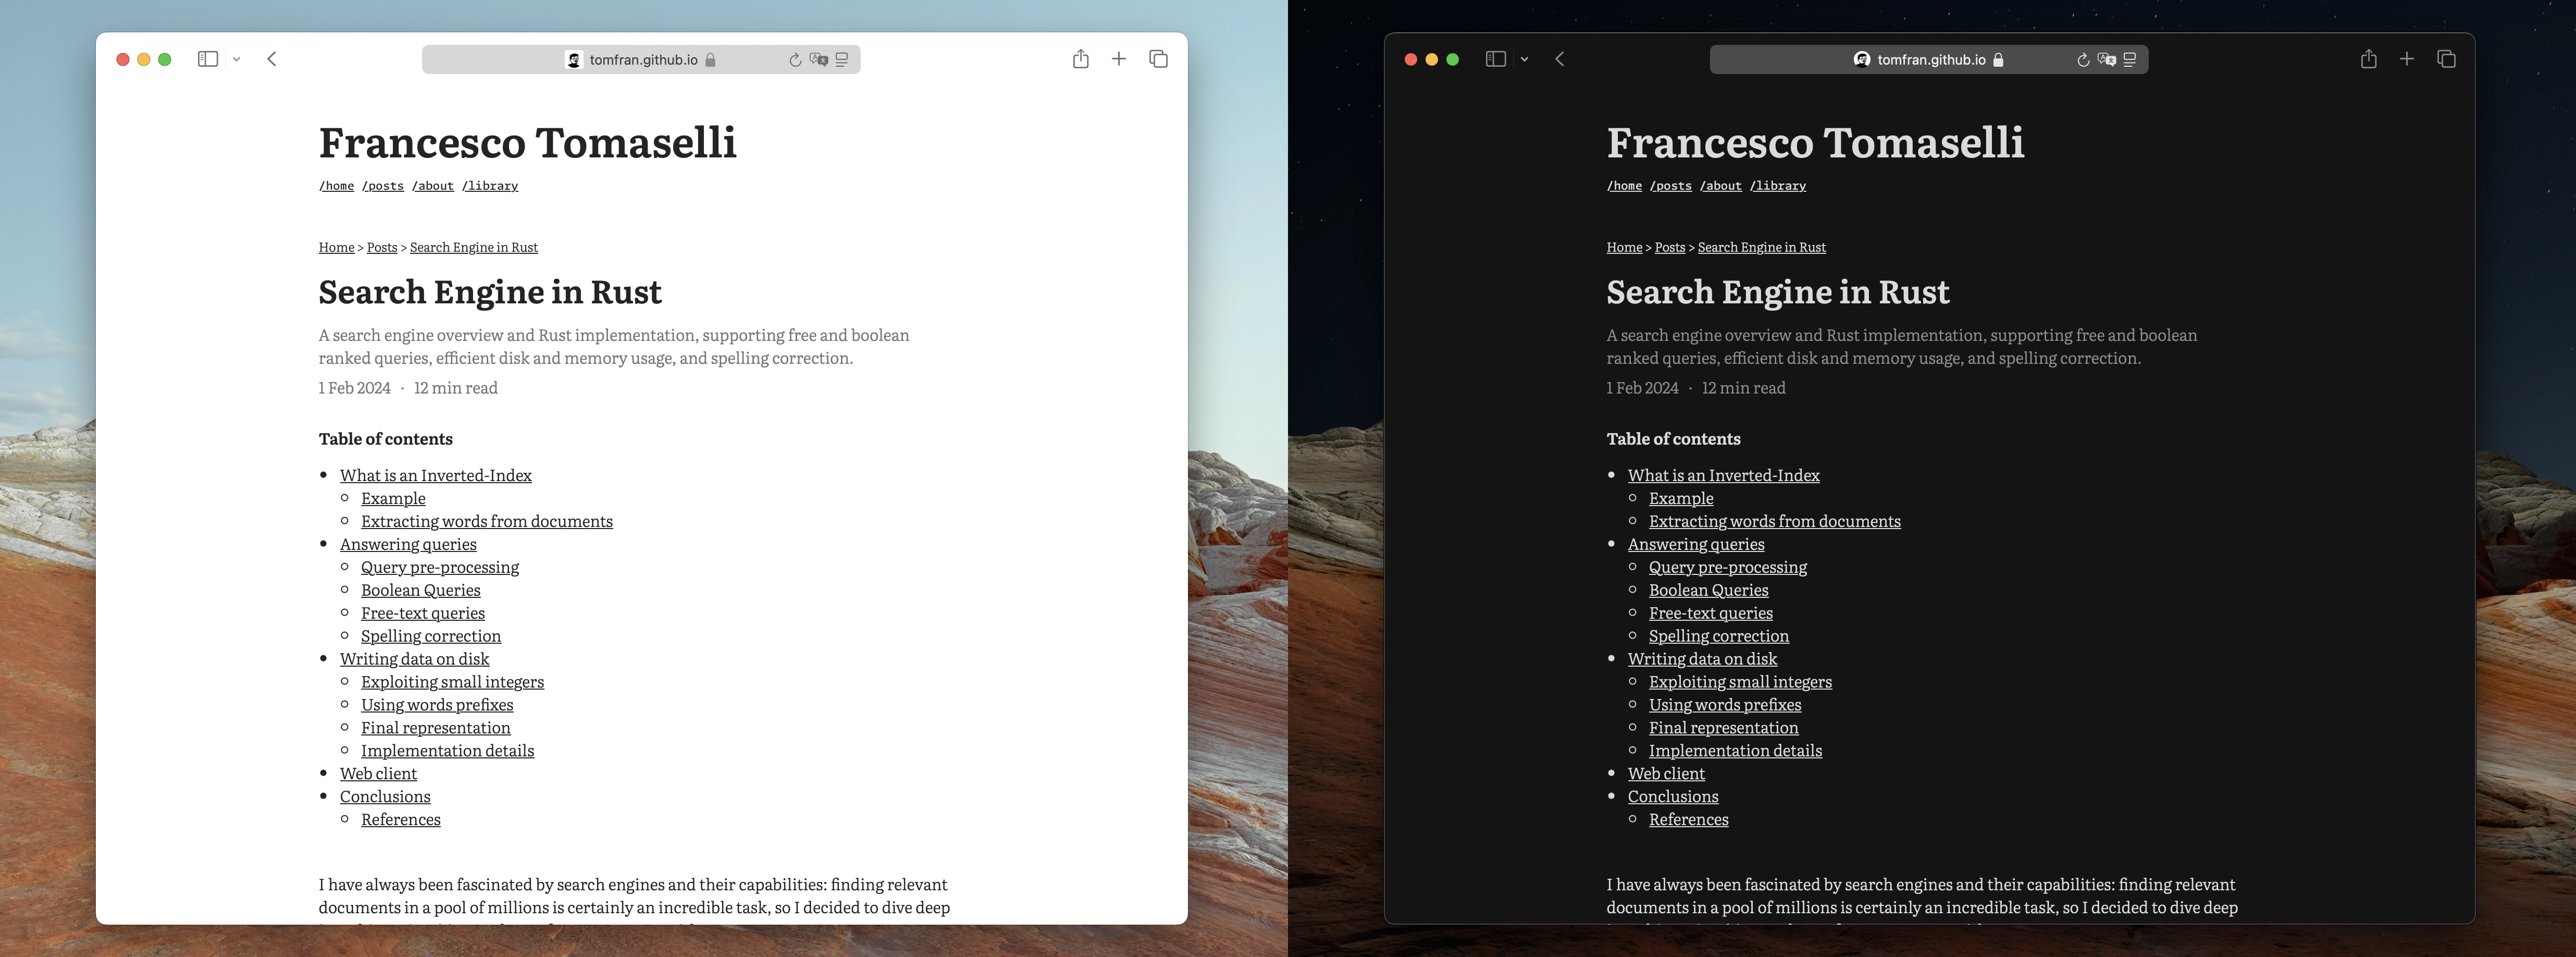 tomfran.github.io
Francesco Tomaselli
/home /posts /about /library
Home > Posts > Search Engine in Rust
Search Engine in Rust
A search engine overview and Rust implementation, supporting free and boolean
ranked queries, efficient disk and memory usage, and spelling correction.
1 Feb 2024 · 12 min read
Table of contents
What is an Inverted-Index
Example
Extracting words from documents
Answering queries
Query pre-processing
Boolean Queries
Free-text queries
Spelling correction
Writing data on disk
Exploiting small integers
Using words prefixes
Final representation
Implementation details
Web client
Conclusions
References
I have always been fascinated by search engines and their capabilities: finding relevant
documents in a pool of millions is certainly an incredible task, so I decided to dive deep
tomfran.github.io
Francesco Tomaselli
/home /posts /about /library
Home > Posts > Search Engine in Rust
Search Engine in Rust
A search engine overview and Rust implementation, supporting free and boolean
ranked queries, efficient disk and memory usage, and spelling correction.
1 Feb 2024 · 12 min read
Table of contents
What is an Inverted-Index
Example
Extracting words from documents
Answering queries
Query pre-processing
Boolean Queries
Free-text queries
Spelling correction
Writing data on disk
Exploiting small integers
Using words prefixes
Final representation
Implementation details
Web client
Conclusions
References
I have always been fascinated by search engines and their capabilities: finding relevant
documents in a pool of millions is certainly an incredible task, so I decided to dive deep